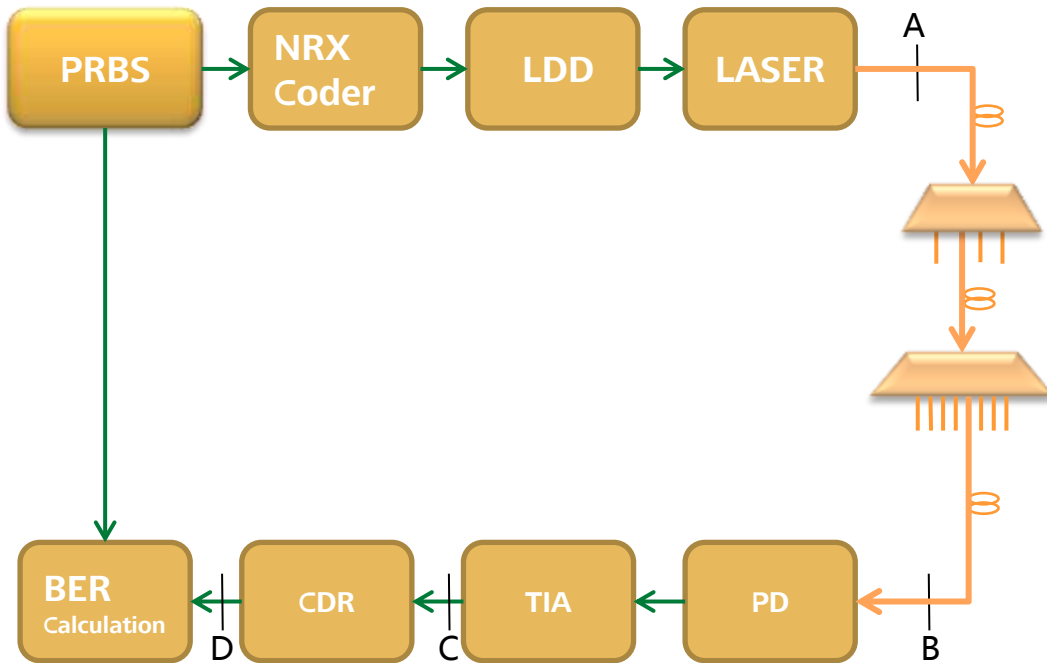 PRBS
NRX
Coder
LDD
LASER
A
BER
Calculation
D
CDR
C
TIA
PD
B